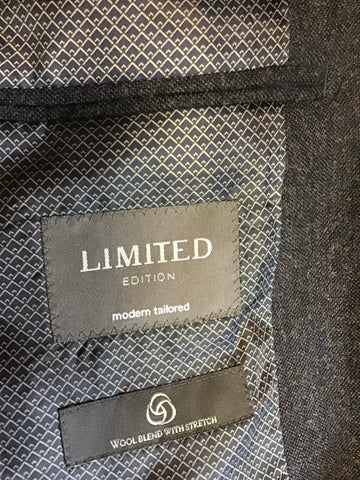 LIMITED
EDITION
modern tailored
WOOL BLEND WITH STRETCH